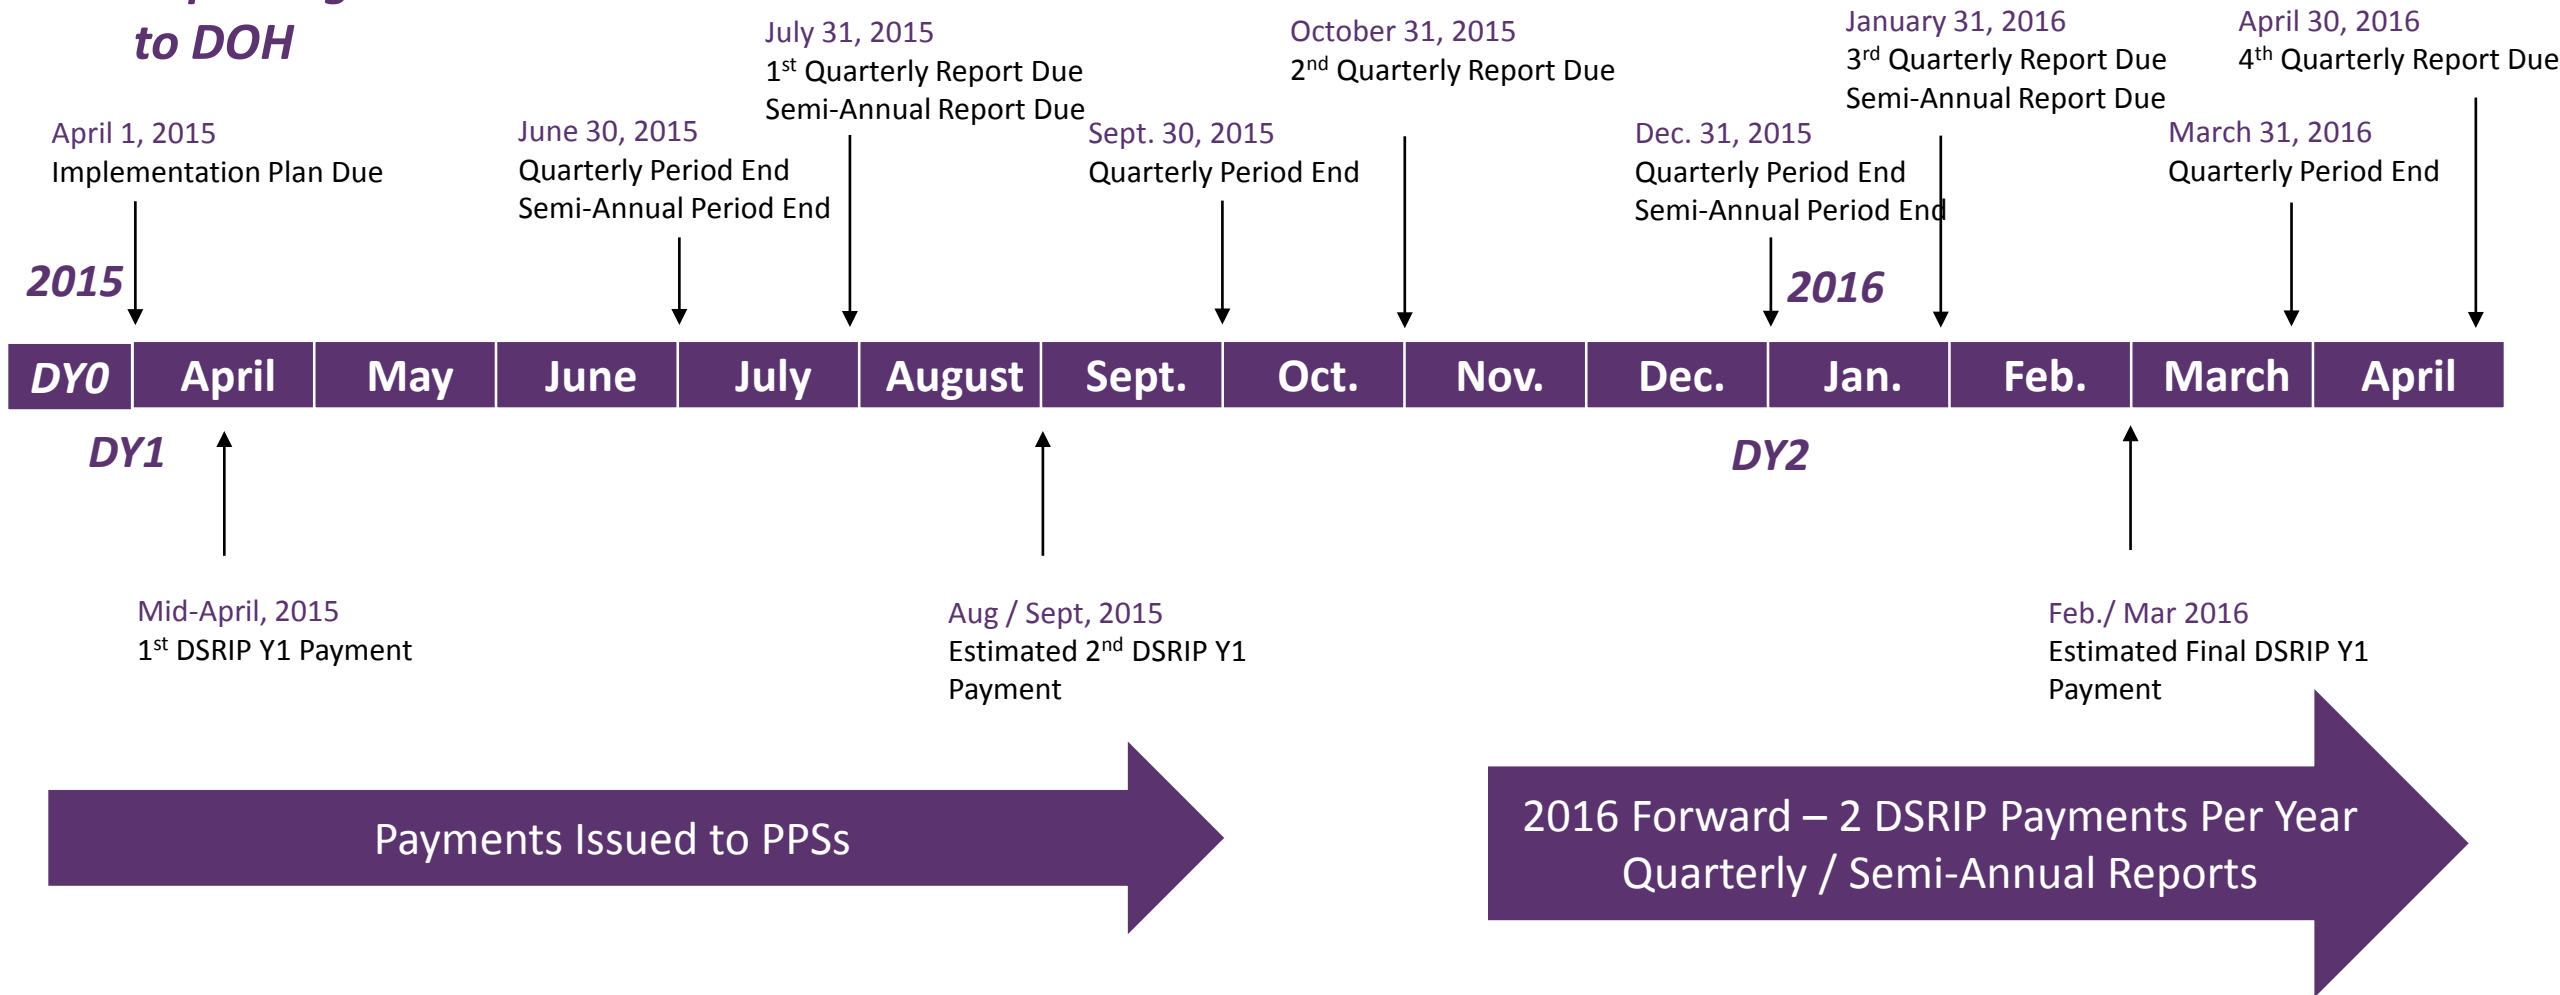 to DOH
April 1, 2015
Implementation Plan Due
June 30, 2015
Quarterly Period End
Semi-Annual Period End
July 31, 2015
1st Quarterly Report Due
Semi-Annual Report Due
Sept. 30, 2015
Quarterly Period End
October 31, 2015
2nd Quarterly Report Due
Dec. 31, 2015
Quarterly Period End
Semi-Annual Period End
January 31, 2016
3rd Quarterly Report Due
Semi-Annual Report Due
March 31, 2016
Quarterly Period End
April 30, 2016
4th Quarterly Report Due
2015
2016
DY0 April May June July August Sept. Oct. Nov. Dec. Jan. Feb. March April
DY1
DY2
Mid-April, 2015
1st DSRIP Y1 Payment
Aug / Sept, 2015
Estimated 2nd DSRIP Y1
Payment
Feb./ Mar 2016
Estimated Final DSRIP Y1
Payment
Payments Issued to PPSs
2016 Forward – 2 DSRIP Payments Per Year
Quarterly / Semi-Annual Reports